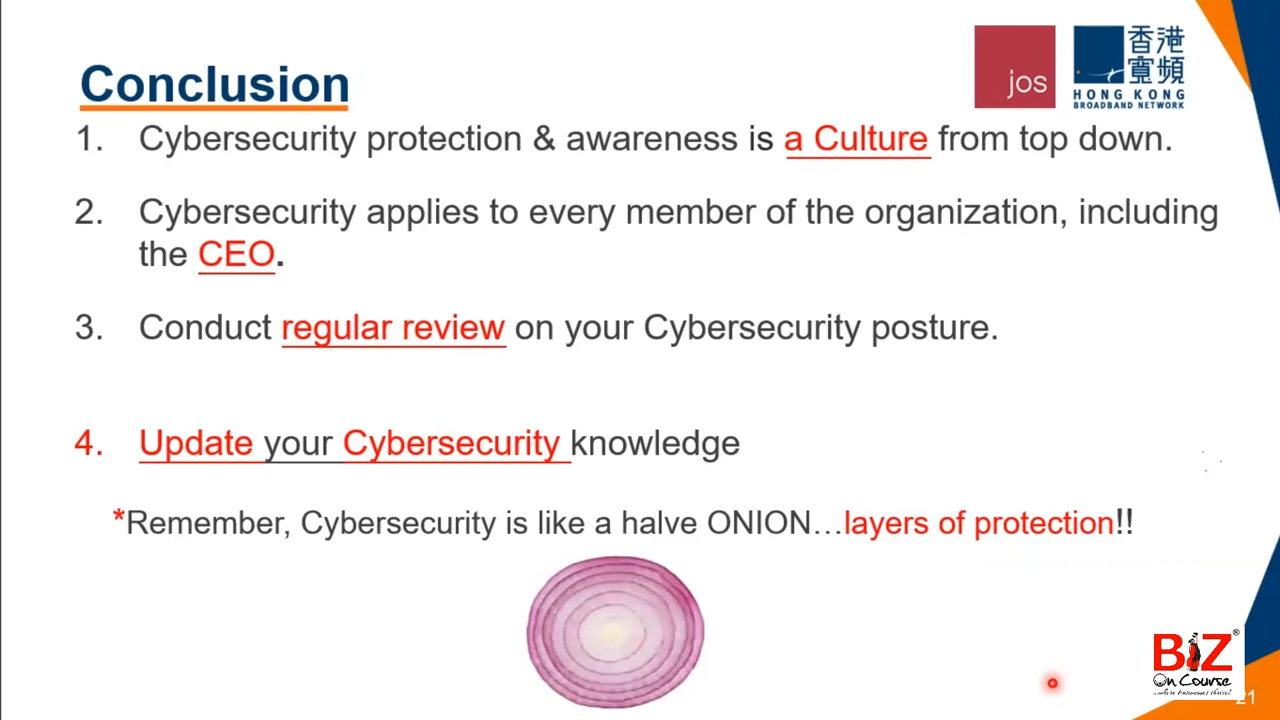 Conclusion
jos
香港
寬頻
HONG KONG
BROADBAND NETWORK
1. Cybersecurity protection & awareness is a Culture from top down.
2. Cybersecurity applies to every member of the organization, including
the CEO.
3. Conduct regular review on your Cybersecurity posture.
4. Update your Cybersecurity knowledge
*Remember, Cybersecurity is like a halve ONION…layers of protection!!
BIZ®
On Course
21